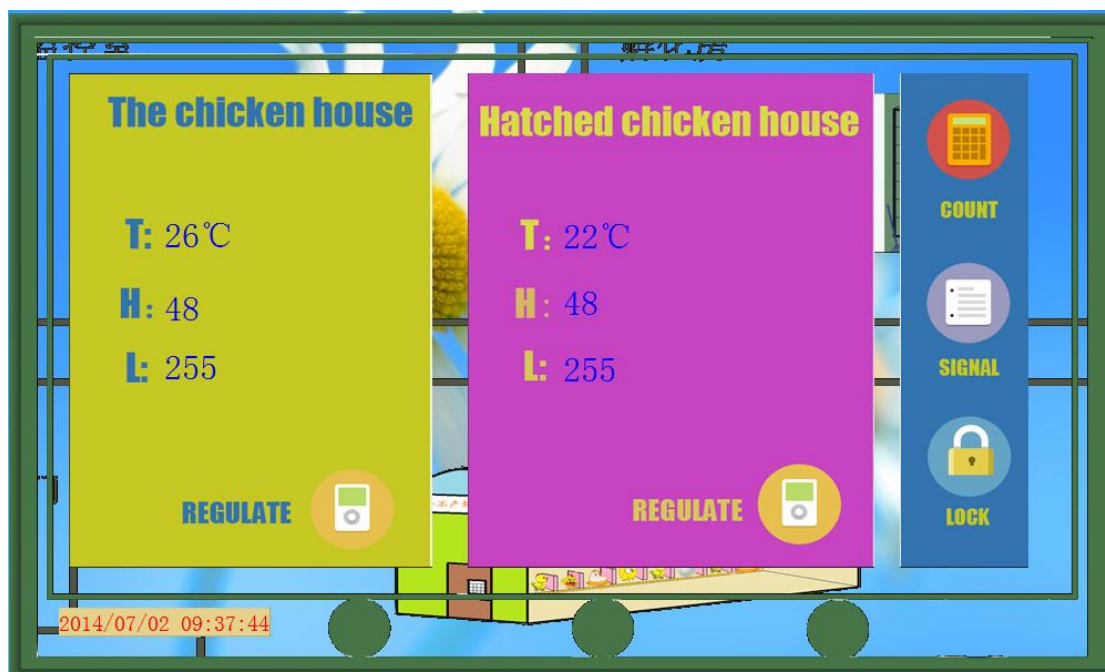 The chicken house
T: 26℃
H: 48
L: 255
REGULATE
Hatched chicken house
T: 22℃
H: 48
L: 255
REGULATE
COUNT
SIGNAL
LOCK
2014/07/02 09:37:44